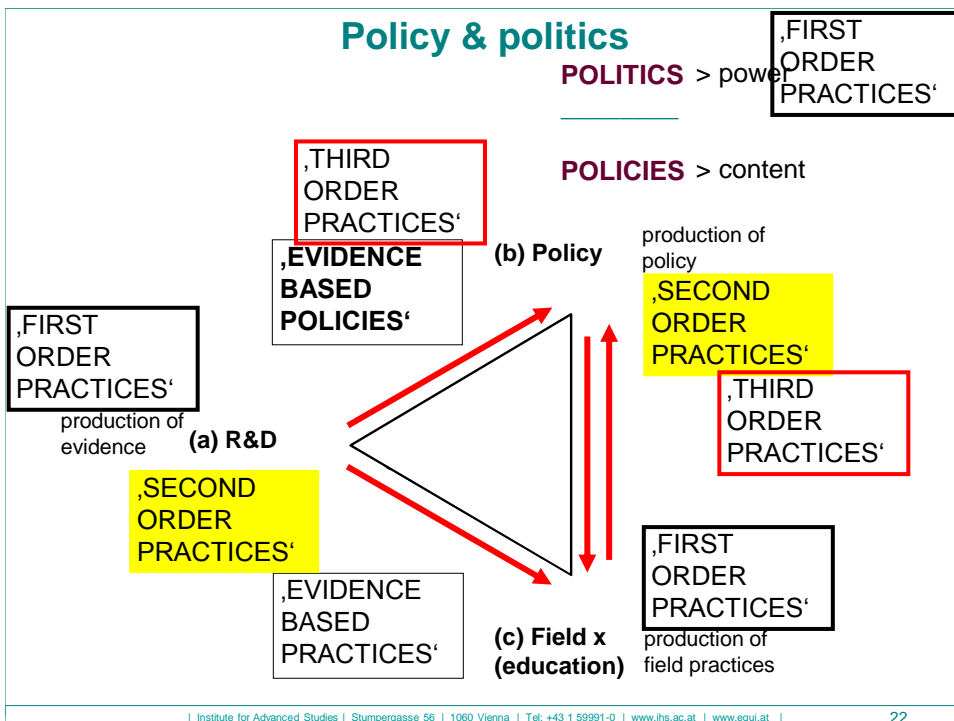 Policy & politics
‚FIRST
ORDER
PRACTICES‘
POLITICS > power
POLICIES > content
‚THIRD
ORDER
PRACTICES‘
‚EVIDENCE
BASED
POLICIES‘
(b) Policy
production of
policy
‚SECOND
ORDER
PRACTICES‘
‚THIRD
ORDER
PRACTICES‘
‚FIRST
ORDER
PRACTICES‘
production of
evidence
(a) R&D
‚SECOND
ORDER
PRACTICES‘
‚EVIDENCE
BASED
PRACTICES‘
(c) Field x
(education)
‚FIRST
ORDER
PRACTICES‘
production of
field practices
| Institute for Advanced Studies | Stumpergasse 56 | 1060 Vienna | Tel: +43 1 59991-0 | www.ihs.ac.at | www.equi.at |
22